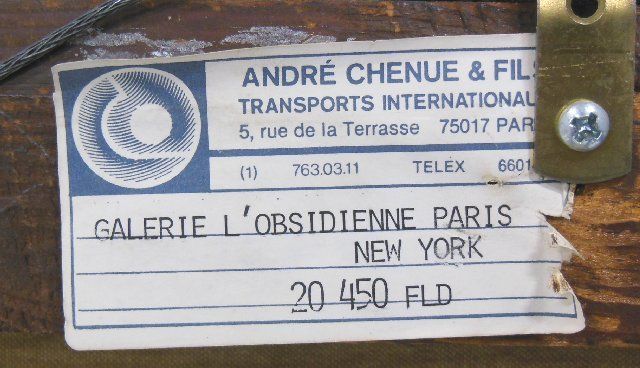 ANDRÉ CHENUE & FILS
TRANSPORTS INTERNATIONAU
5, rue de la Terrasse 75017 PAR
(1) 763.03.11 TELEX 6601
GALERIE L'OBSIDIENNE PARIS
NEW YORK
20 450 FLD